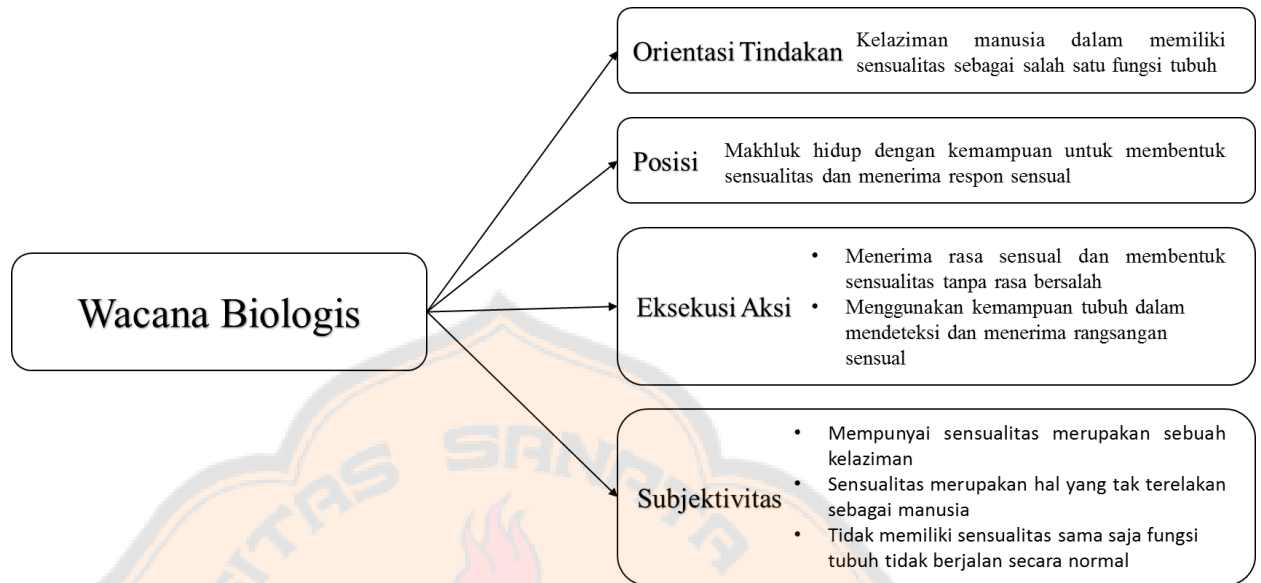 Wacana Biologis
Orientasi Tindakan
Kelaziman manusia dalam memiliki
sensualitas sebagai salah satu fungsi tubuh
Posisi
Makhluk hidup dengan kemampuan untuk membentuk
sensualitas dan menerima respon sensual
Eksekusi Aksi
• Menerima rasa sensual dan membentuk
sensualitas tanpa rasa bersalah
• Menggunakan kemampuan tubuh dalam
mendeteksi dan menerima rangsangan
sensual
Subjektivitas
• Mempunyai sensualitas merupakan sebuah
kelaziman
• Sensualitas merupakan hal yang tak terelakan
sebagai manusia
• Tidak memiliki sensualitas sama saja fungsi
tubuh tidak berjalan secara normal